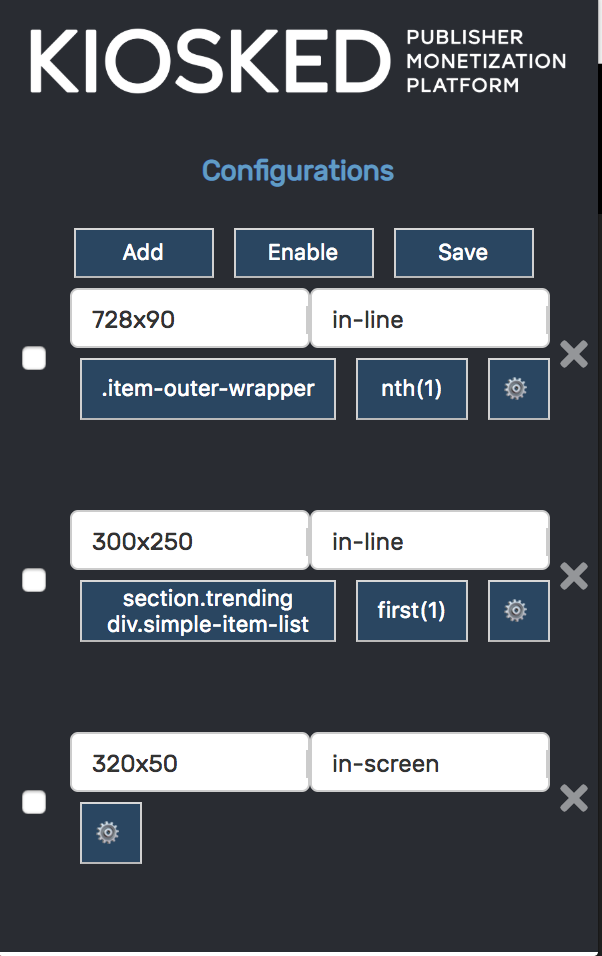 KIOSKED
PUBLISHER
MONETIZATION
PLATFORM
Configurations
Add Enable Save
728x90 in-line
.item-outer-wrapper nth(1)
300x250 in-line
section.trending
div.simple-item-list first(1)
320x50 in-screen